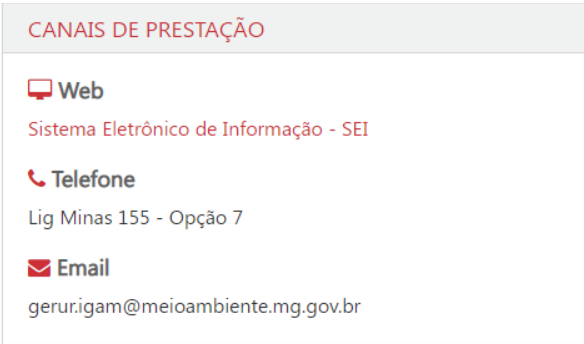 CANAIS DE PRESTAÇÃO
Web
Sistema Eletrônico de Informação - SEI
Telefone
Lig Minas 155 - Opção 7
Email
gerur.igam@meioambiente.mg.gov.br